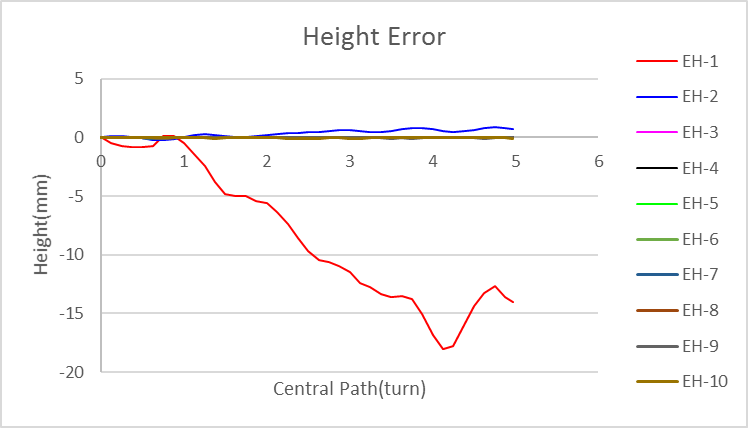 Height Error
5
0
-5
-10
-15
-20
0 1 2 3 4 5 6
Height(mm)
Central Path(turn)
EH-1
EH-2
EH-3
EH-4
EH-5
EH-6
EH-7
EH-8
EH-9
EH-10